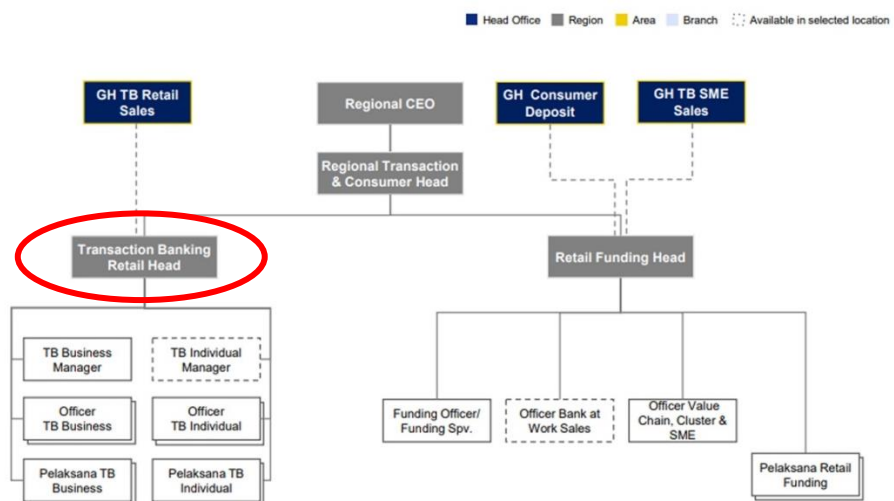 Head Office Region Area Branch Available in selected location
GH TB Retail
Sales
Regional CEO
GH Consumer
Deposit
GH TB SME
Sales
Regional Transaction
& Consumer Head
Transaction Banking
Retail Head
Retail Funding Head
TB Business
Manager
TB Individual
Manager
Officer
TB Business
Officer
TB Individual
Pelaksana TB
Business
Pelaksana TB
Individual
Funding Officer/
Funding Spv.
Officer Bank at
Work Sales
Officer Value
Chain, Cluster &
SME
Pelaksana Retail
Funding